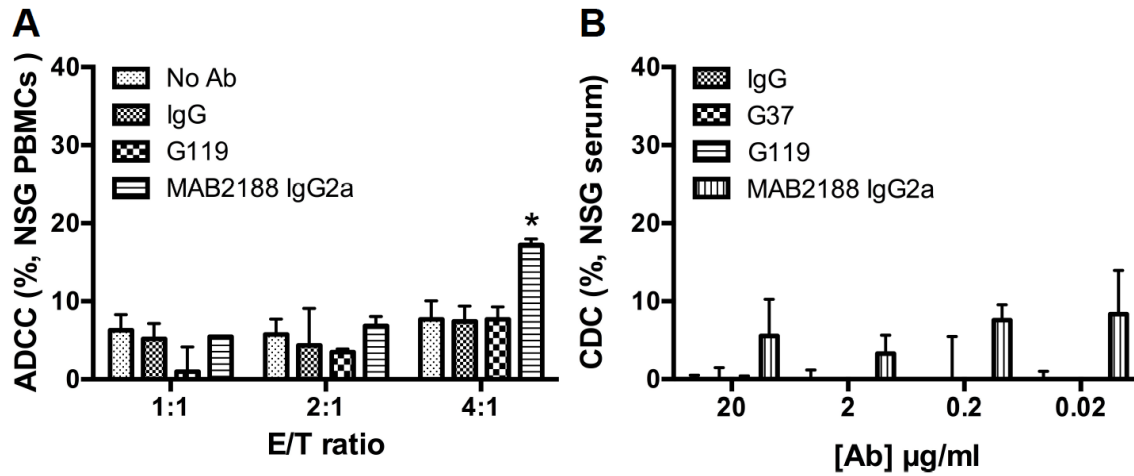 A
ADCC (%, NSG PBMCs )
40
30
20
10
0
No Ab
IgG
G119
MAB2188 IgG2a
*
1:1
2:1
4:1
E/T ratio
B
CDC (%, NSG serum)
40
30
20
10
0
IgG
G37
G119
MAB2188 IgG2a
20
2
0.2
0.02
[Ab] µg/ml